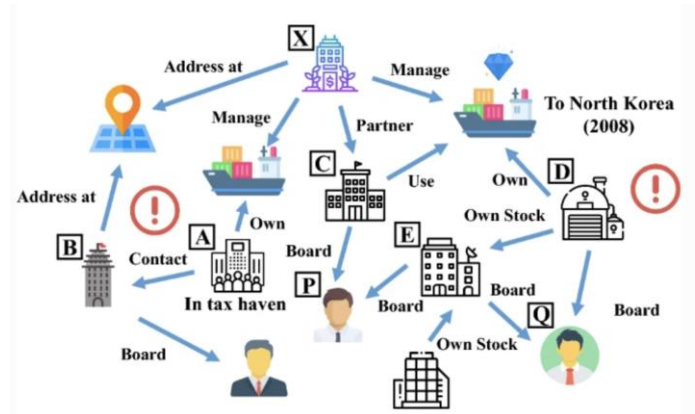 X
Address at
Manage
Manage
To North Korea
(2008)
Partner
C
D
Use
Own
Address at
Own Stock
Own
B
A
E
Contact
Board
In tax haven
P
Board
Board
Q
Board
Board
Own Stock